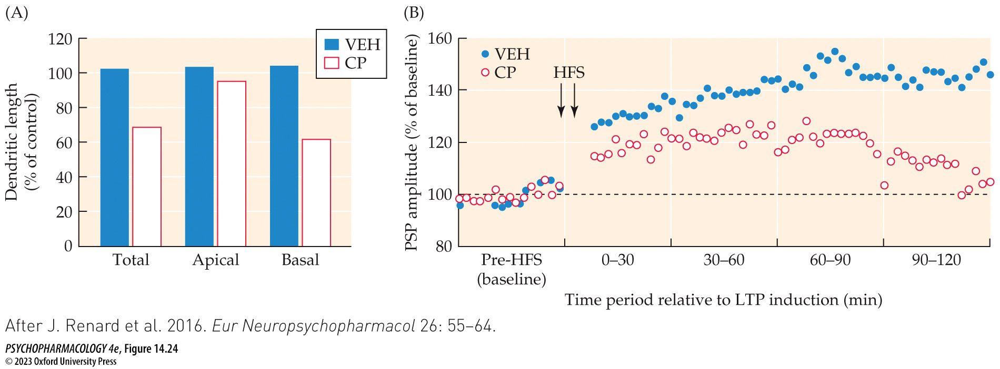 (A)
Dendritic length
(% of control)
120
100
80
60
40
20
0
VEH
CP
Total Apical Basal
(B)
PSP amplitude (% of baseline)
160
140
120
100
80
VEH
CP
HFS
Pre-HFS 0–30 30–60 60–90 90–120
(baseline)
Time period relative to LTP induction (min)
After J. Renard et al. 2016. Eur Neuropsychopharmacol 26: 55–64.
PSYCHOPHARMACOLOGY 4e, Figure 14.24
© 2023 Oxford University Press